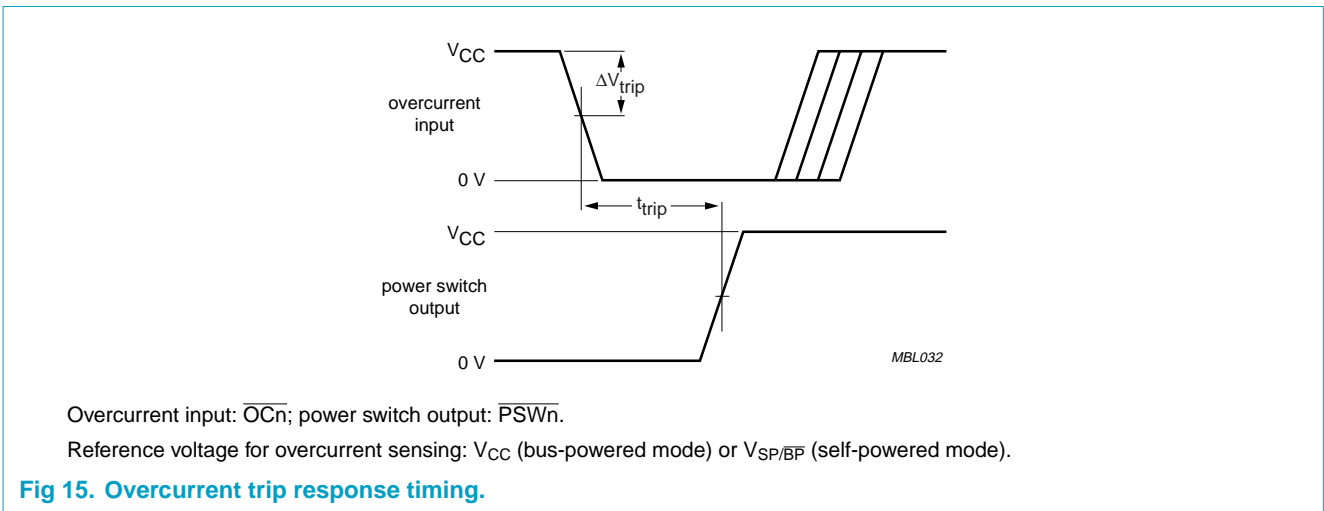 VCC
ΔVtrip
overcurrent
input
0 V
ttrip
VCC
power switch
output
0 V
MBL032
Overcurrent input: OCn; power switch output: PSWn.
Reference voltage for overcurrent sensing: VCC (bus-powered mode) or VSP/BP (self-powered mode).
Fig 15. Overcurrent trip response timing.